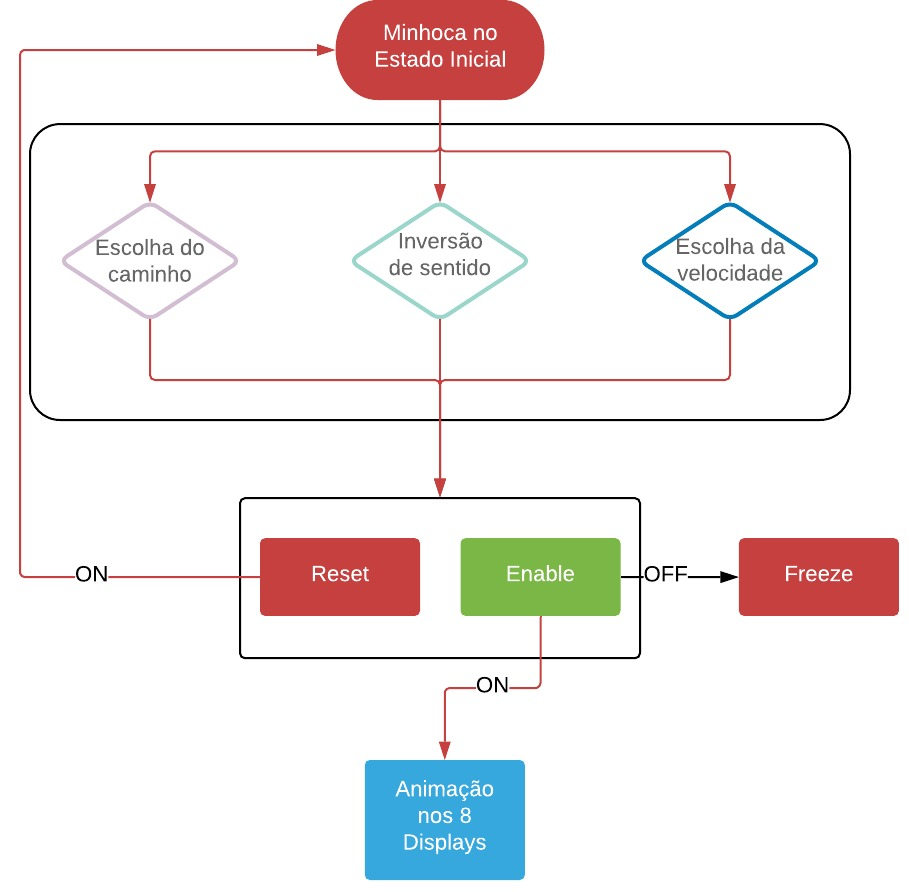 Minhoca no
Estado Inicial
Escolha do
caminho
Inversão
de sentido
Escolha da
velocidade
ON
Reset
Enable
OFF
Freeze
ON
Animação
nos 8
Displays